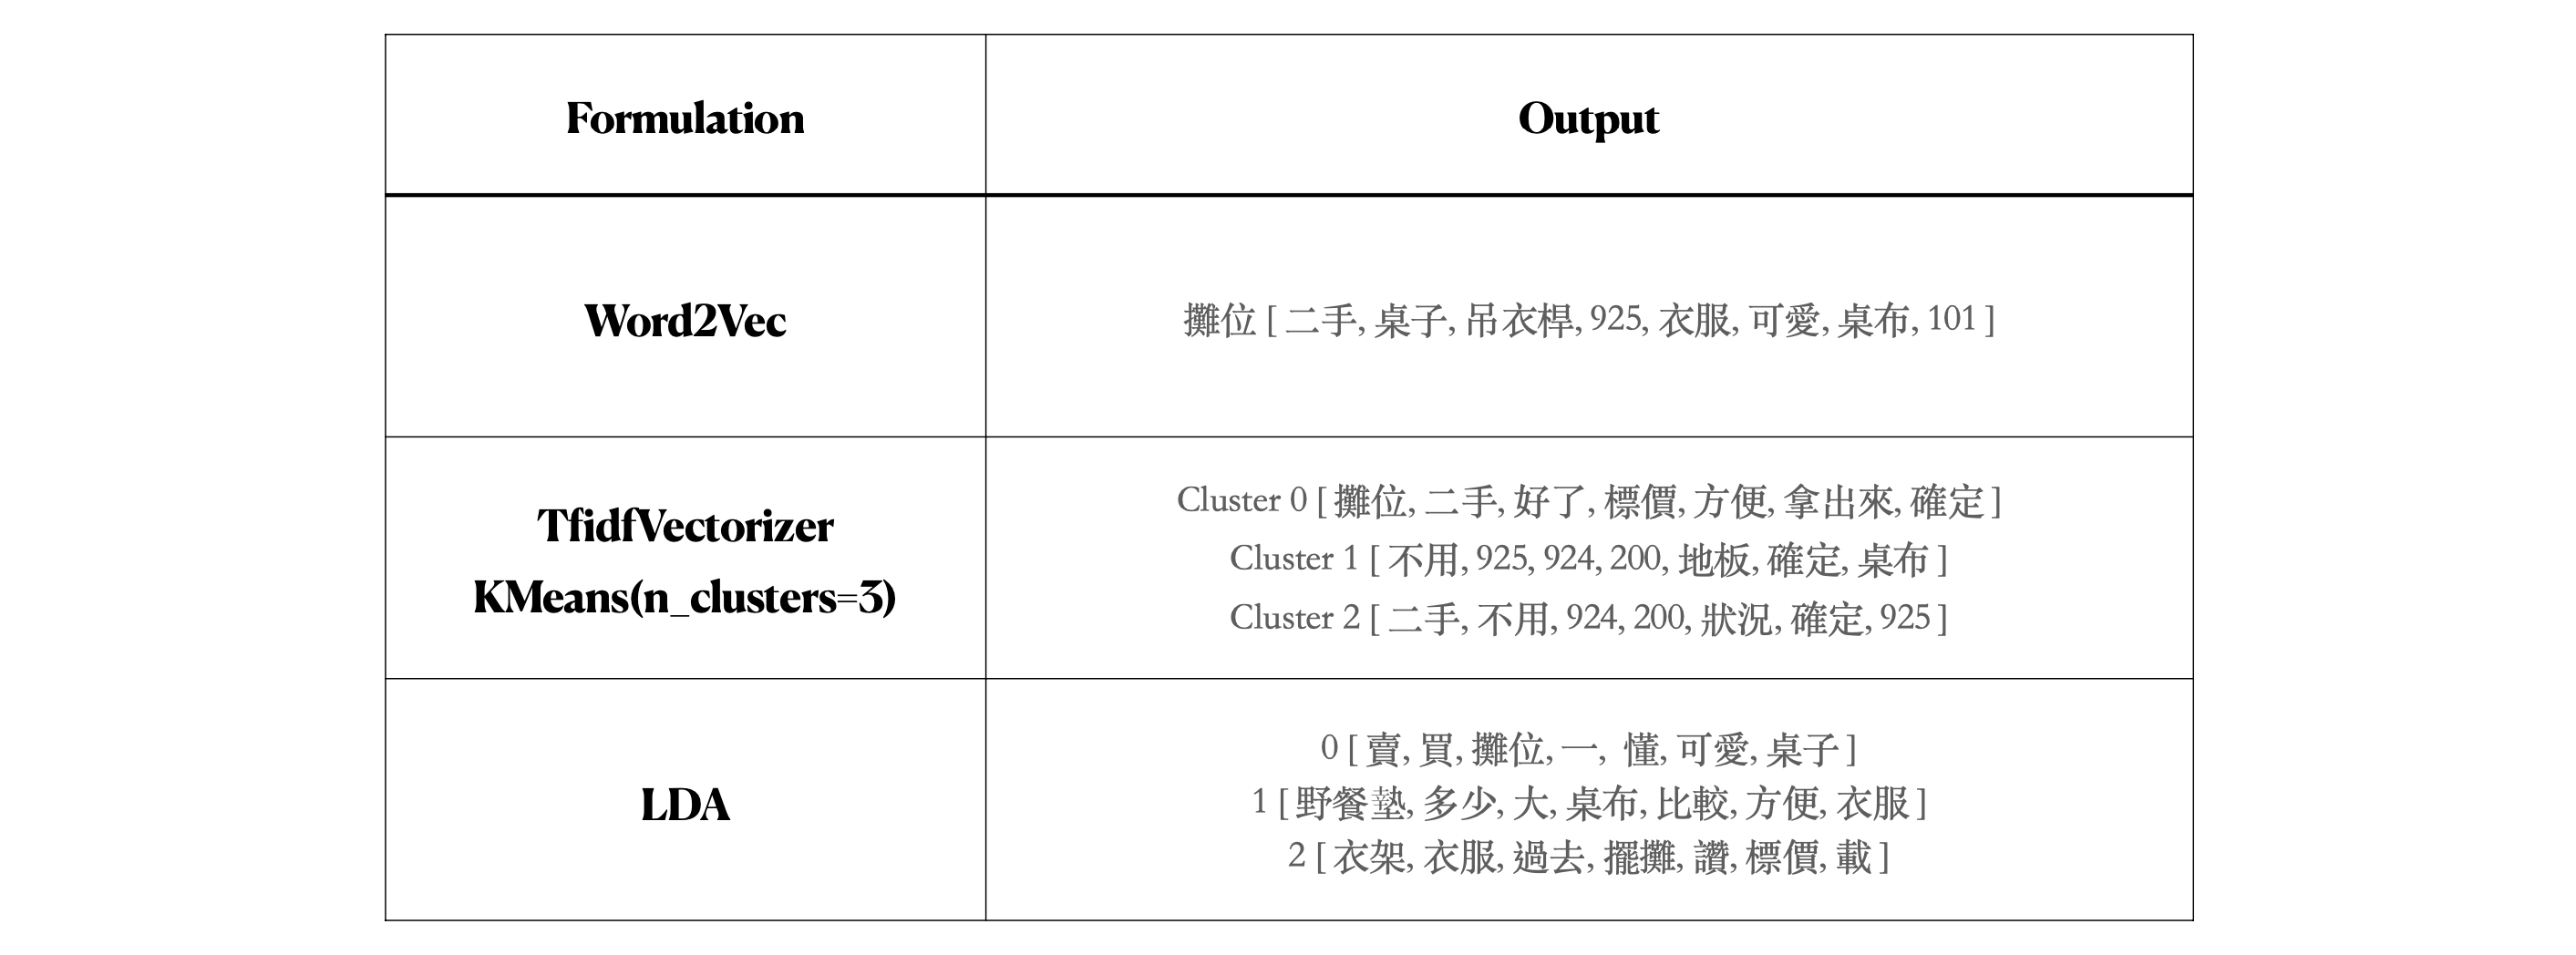 Formulation
Output
Word2Vec
攤位 [ 二手, 桌子, 吊衣桿, 925, 衣服, 可愛, 桌布, 101 ]
TfidfVectorizer
KMeans(n_clusters=3)
Cluster 0 [ 攤位, 二手, 好了, 標價, 方便, 拿出來, 確定 ]
Cluster 1 [ 不用, 925, 924, 200, 地板, 確定, 桌布 ]
Cluster 2 [ 二手, 不用, 924, 200, 狀況, 確定, 925 ]
LDA
0 [ 賣, 買, 攤位, 一, 懂, 可愛, 桌子 ]
1 [ 野餐墊, 多少, 大, 桌布, 比較, 方便, 衣服 ]
2 [ 衣架, 衣服, 過去, 擺攤, 讚, 標價, 載 ]